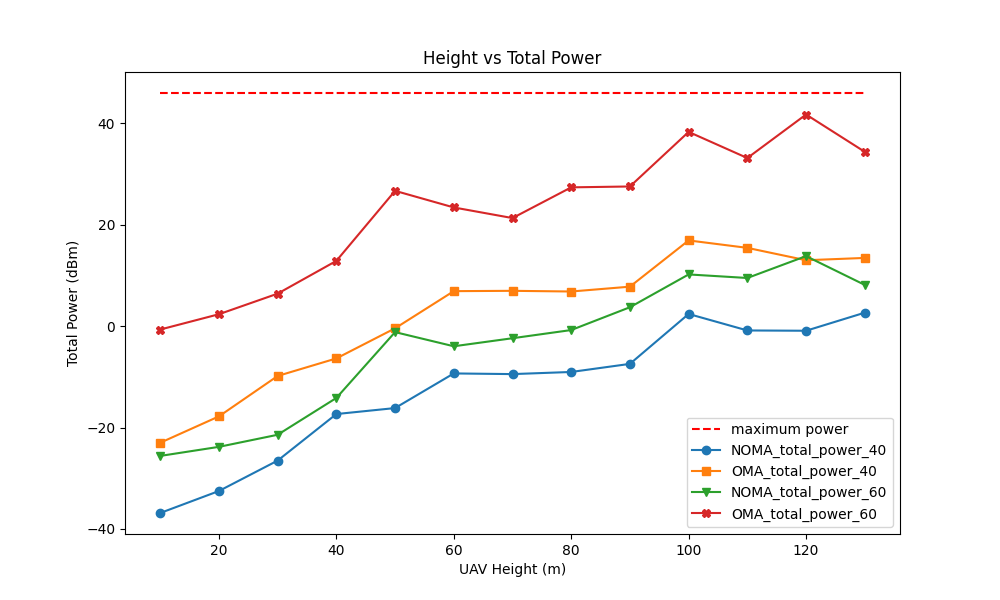 Height vs Total Power
Total Power (dBm)
40
20
0
−20
−40
20
40
60
80
100
120
UAV Height (m)
maximum power
NOMA_total_power_40
OMA_total_power_40
NOMA_total_power_60
OMA_total_power_60